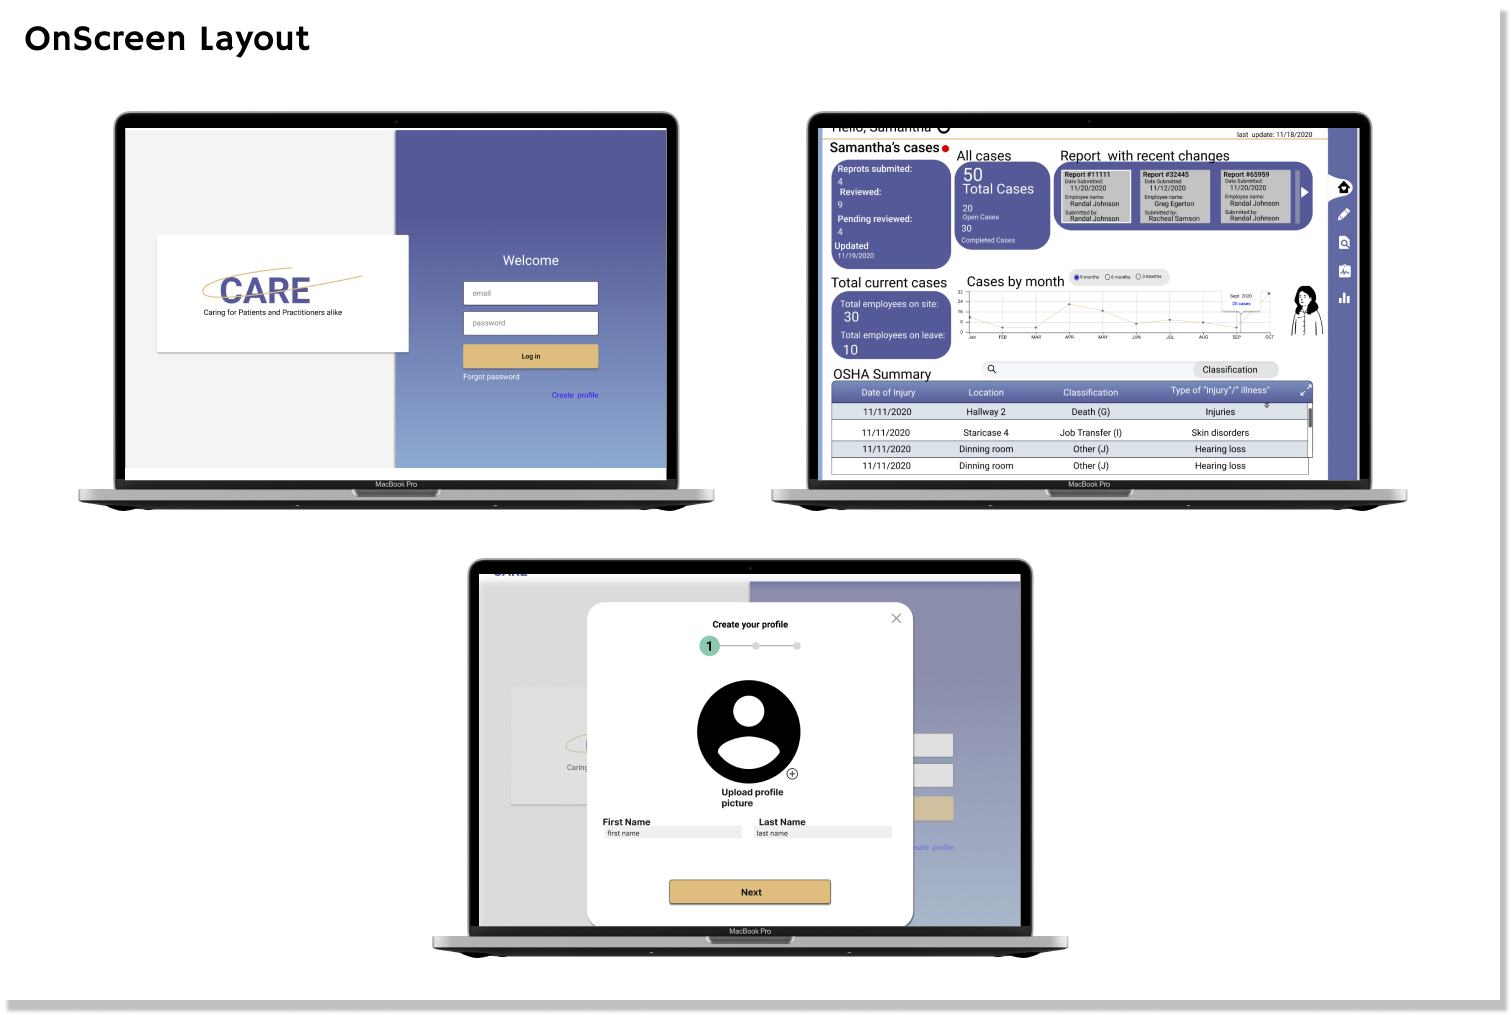 OnScreen Layout
CARE
Caring for Patients and Practitioners alike
Welcome
email
password
Log in
Forgot password
Create profile
MacBook Pro
Hello, Samantha
last update: 11/18/2020
Samantha's cases
Reprots submited:
4
Reviewed:
9
Pending reviewed:
4
Updated
11/19/2020
All cases
50
Total Cases
20
Open Cases
30
Completed Cases
Report with recent changes
Report #11111
Date Submitted:
11/20/2020
Employee name:
Randal Johnson
Submitted by:
Randal Johnson
Report #32445
Date Submitted:
11/12/2020
Employee name:
Greg Egerton
Submitted by:
Racheal Samson
Report #65959
Date Submitted:
11/20/2020
Employee name:
Randal Johnson
Submitted by:
Randal Johnson
Total current cases
Total employees on site:
30
Total employees on leave:
10
Cases by month
9 months 6 months 3 months
32
24
16
8
0
Sept 2020
20 cases
Jan FEB MAR APR MAY JUN JUL AUG SEP OCT
OSHA Summary
Classification
Date of Injury Location Classification Type of "injury"/" illness"
11/11/2020 Hallway 2 Death (G) Injuries
11/11/2020 Staricase 4 Job Transfer (I) Skin disorders
11/11/2020 Dinning room Other (J) Hearing loss
11/11/2020 Dinning room Other (J) Hearing loss
MacBook Pro
CARE
Create your profile
1
Upload profile
picture
First Name Last Name
first name last name
Next
Caring
eate profile
MacBook Pro